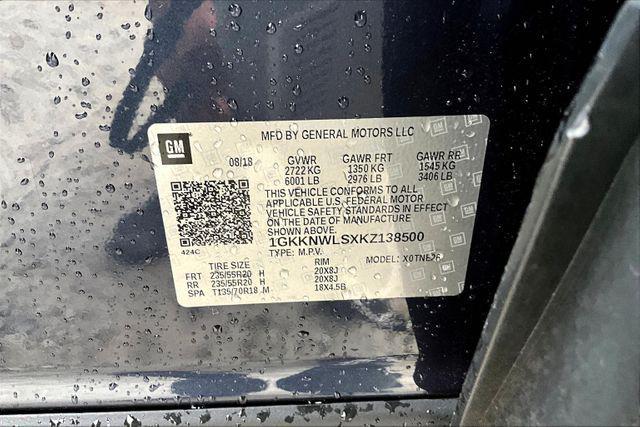 GM
MFD BY GENERAL MOTORS LLC
08/18 GVWR GAWR FRT GAWR RR
2722 KG 1350 KG 1545 KG
6001 LB 2976 LB 3406 LB
THIS VEHICLE CONFORMS TO ALL
APPLICABLE U.S. FEDERAL MOTOR
VEHICLE SAFETY STANDARDS IN EFFECT
ON THE DATE OF MANUFACTURE
SHOWN ABOVE.
1GKKNWLSXKZ138500
424C TYPE: M.P.V. MODEL:
TIRE SIZE RIM
FRT 235/55R20 H 20X8J
RR 235/55R20 H 20X8J
SPA T135/70R18 M 18X4.5B